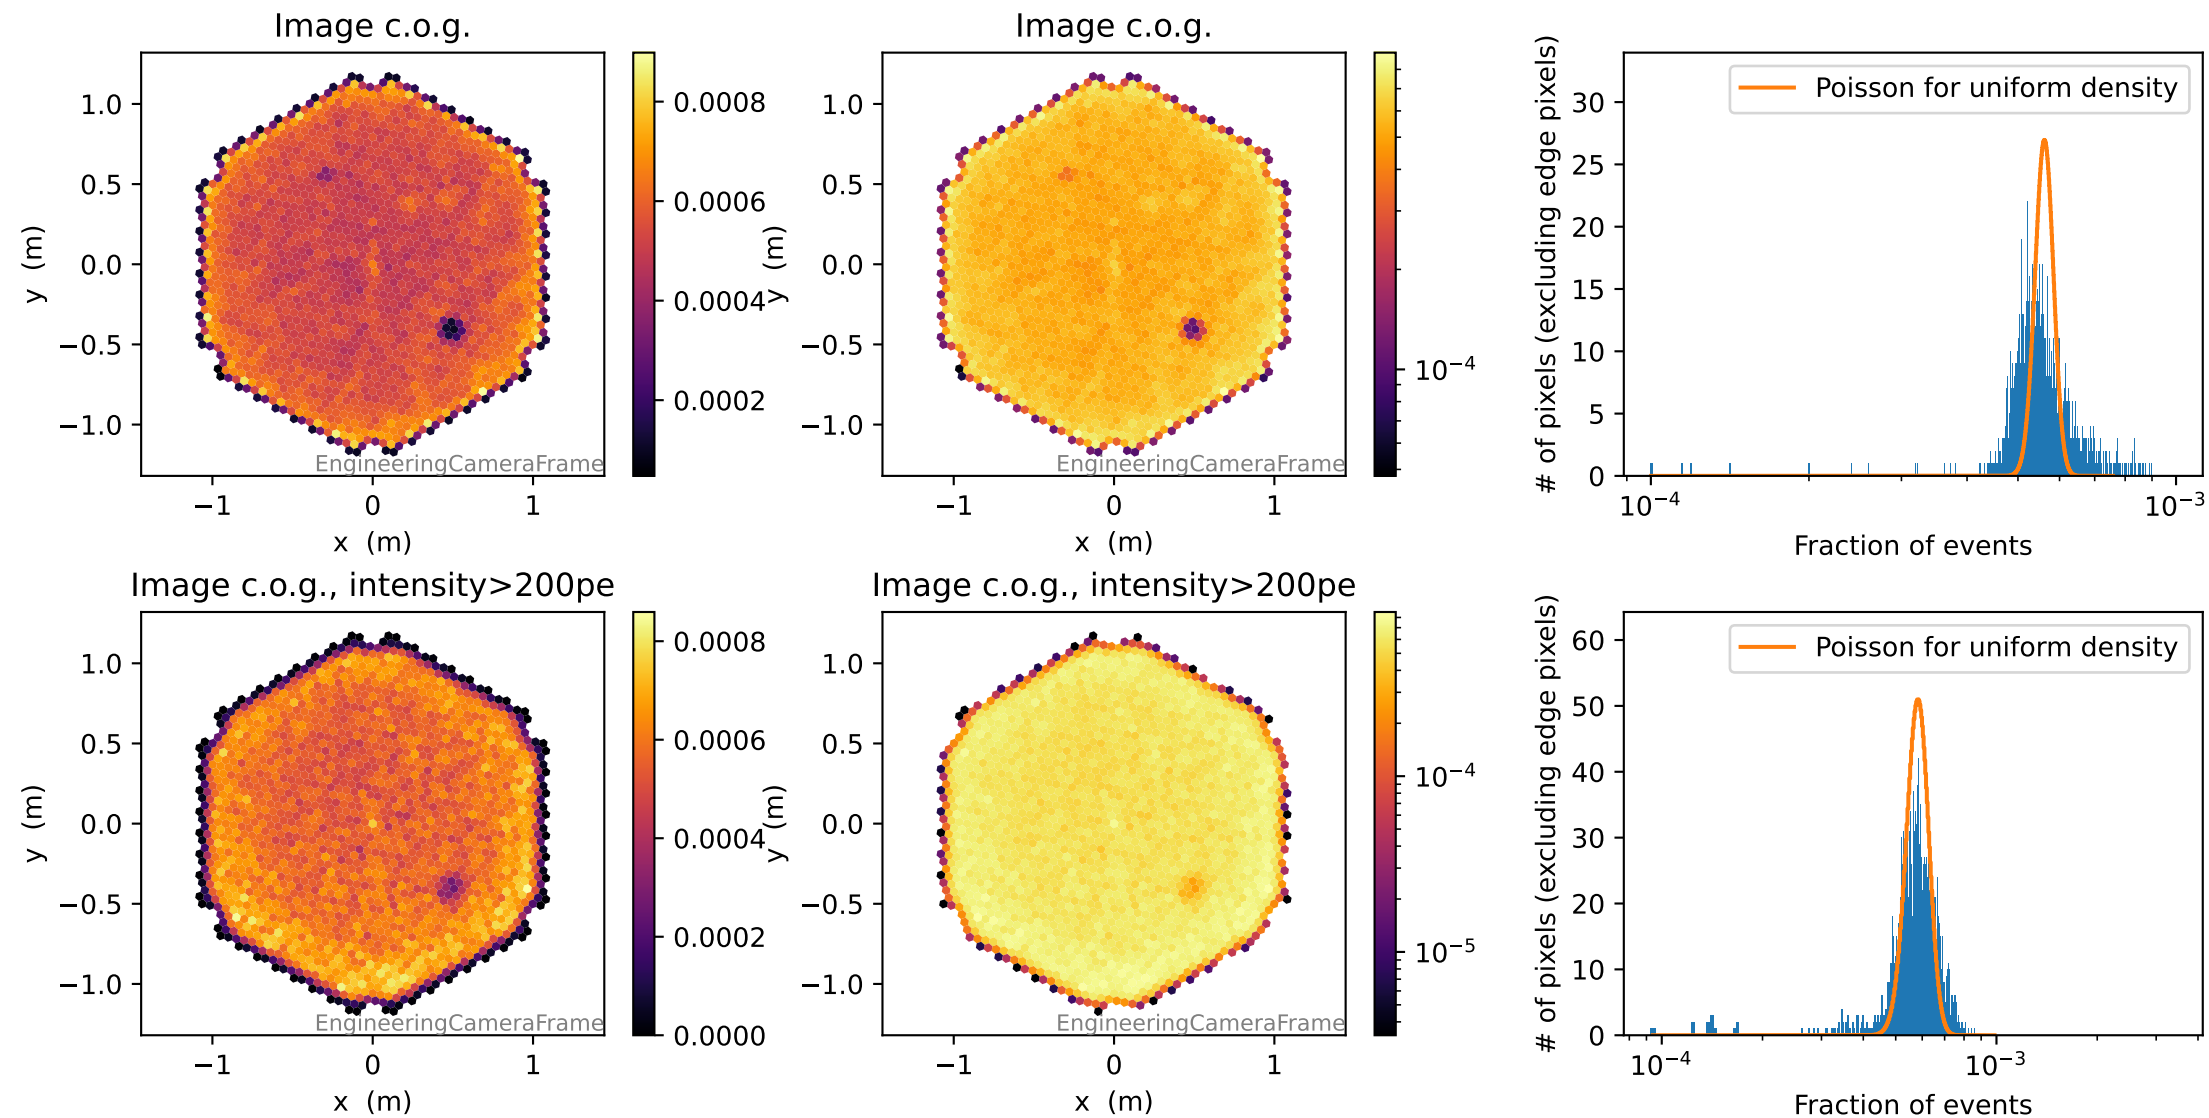 Image c.o.g.
1.0
0.5
0.0
−0.5
−1.0
y (m)
−1
0
1
x (m)
EngineeringCameraFrame
0.0008
0.0006
0.0004
0.0002
Image c.o.g.
1.0
0.5
0.0
−0.5
−1.0
y (m)
−1
0
1
x (m)
EngineeringCameraFrame
10⁻⁴
# of pixels (excluding edge pixels)
30
25
20
15
10
5
0
Poisson for uniform density
10⁻⁴
10⁻³
Fraction of events
Image c.o.g., intensity>200pe
1.0
0.5
0.0
−0.5
−1.0
y (m)
−1
0
1
x (m)
EngineeringCameraFrame
0.0008
0.0006
0.0004
0.0002
0.0000
Image c.o.g., intensity>200pe
1.0
0.5
0.0
−0.5
−1.0
y (m)
−1
0
1
x (m)
EngineeringCameraFrame
10⁻⁴
10⁻⁵
# of pixels (excluding edge pixels)
60
50
40
30
20
10
0
Poisson for uniform density
10⁻⁴
10⁻³
Fraction of events